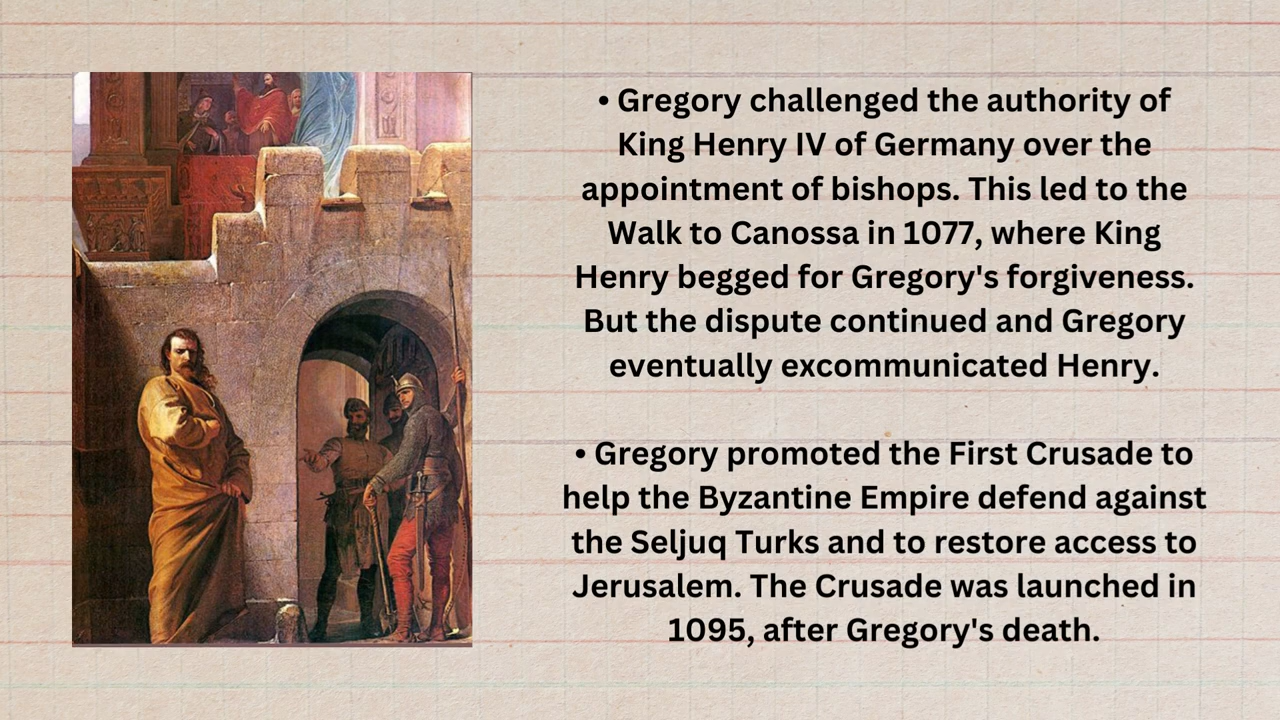 • Gregory challenged the authority of
King Henry IV of Germany over the
appointment of bishops. This led to the
Walk to Canossa in 1077, where King
Henry begged for Gregory's forgiveness.
But the dispute continued and Gregory
eventually excommunicated Henry.
• Gregory promoted the First Crusade to
help the Byzantine Empire defend against
the Seljuq Turks and to restore access to
Jerusalem. The Crusade was launched in
1095, after Gregory's death.